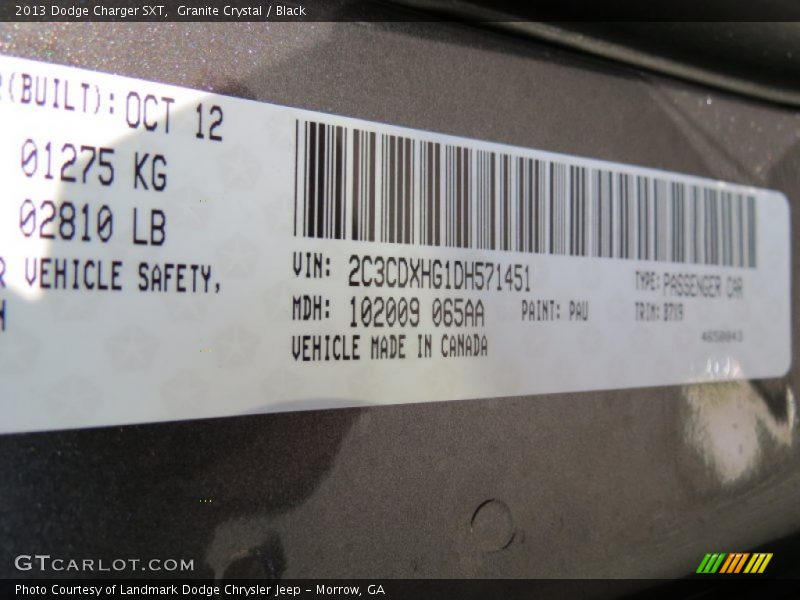 2013 Dodge Charger SXT, Granite Crystal / Black
(BUILT): OCT 12
01275 KG
02810 LB
VEHICLE SAFETY,
VIN: 2C3CDXHG1DH571451
TYPE: PASSENGER CAR
MDH: 102009 065AA PAINT: PAU
TRIM: B7X9
VEHICLE MADE IN CANADA
4650043
GTCARLOT.COM
Photo Courtesy of Landmark Dodge Chrysler Jeep - Morrow, GA